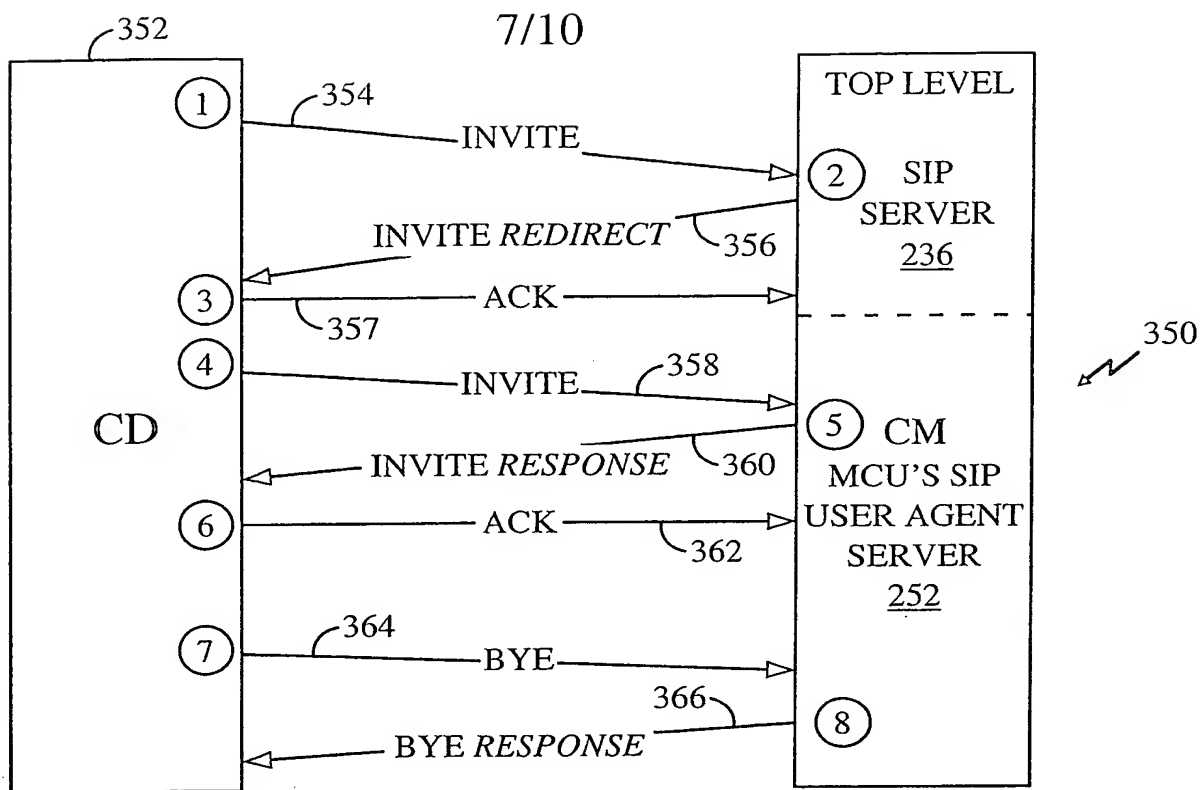 7/10
352
TOP LEVEL
1
354
INVITE
2
SIP
SERVER
236
INVITE REDIRECT
356
3
ACK
357
350
4
INVITE
358
5
CD
CM
INVITE RESPONSE
360
MCU'S SIP
USER AGENT
SERVER
252
6
ACK
362
7
364
BYE
366
8
BYE RESPONSE